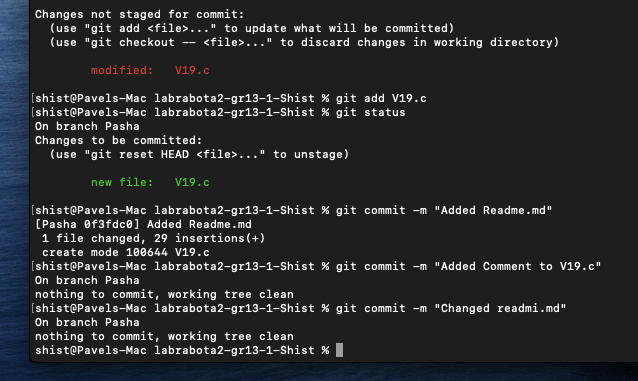 Changes not staged for commit:
(use "git add <file>..." to update what will be committed)
(use "git checkout -- <file>..." to discard changes in working directory)
modified: V19.c
[shist@Pavels-Mac labrabota2-gr13-1-Shist % git add V19.c
[shist@Pavels-Mac labrabota2-gr13-1-Shist % git status
On branch Pasha
Changes to be committed:
(use "git reset HEAD <file>..." to unstage)
new file: V19.c
[shist@Pavels-Mac labrabota2-gr13-1-Shist % git commit -m "Added Readme.md"
[Pasha 0f3fdc0] Added Readme.md
1 file changed, 29 insertions(+)
create mode 100644 V19.c
[shist@Pavels-Mac labrabota2-gr13-1-Shist % git commit -m "Added Comment to V19.c"
On branch Pasha
nothing to commit, working tree clean
[shist@Pavels-Mac labrabota2-gr13-1-Shist % git commit -m "Changed readmi.md"
On branch Pasha
nothing to commit, working tree clean
shist@Pavels-Mac labrabota2-gr13-1-Shist %